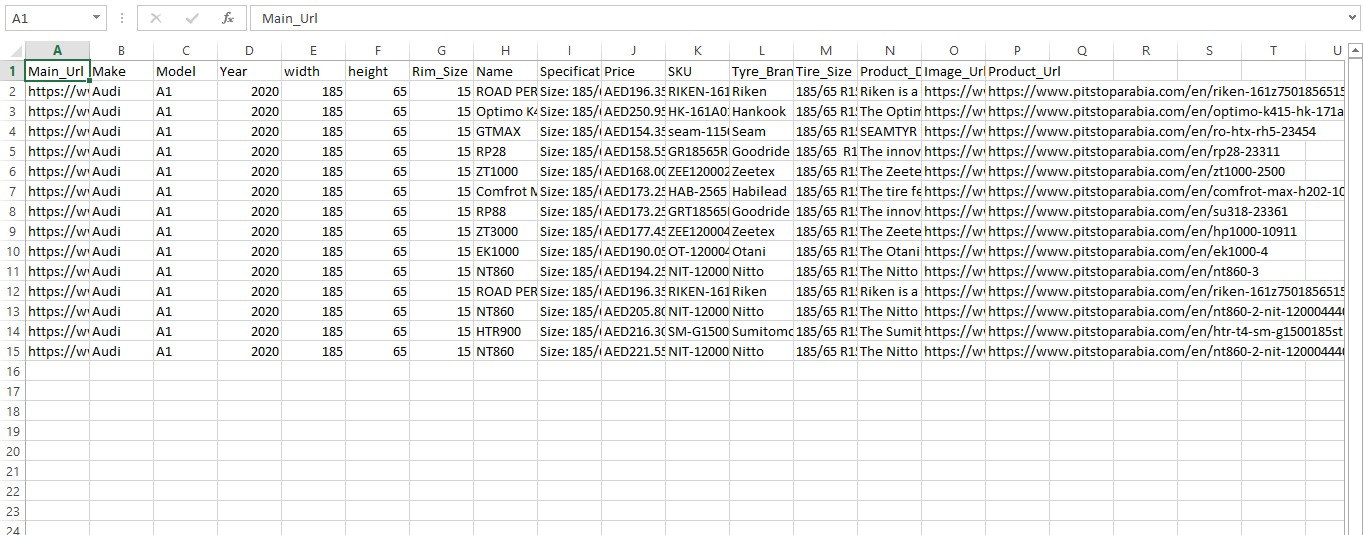 A1 Main_Url
A B C D E F G H I J K L M N O P Q R S T U
1 Main_Url Make Model Year width height Rim_Size Name Specificat Price SKU Tyre_Bran Tire_Size Product_D Image_Url Product_Url
2 https://w Audi A1 2020 185 65 15 ROAD PER Size: 185/ AED196.35 RIKEN-161 Riken 185/65 R15 Riken is a https://w https://www.pitstoparabia.com/en/riken-161z7501856515
3 https://w Audi A1 2020 185 65 15 Optimo K4 Size: 185/ AED250.95 HK-161A01 Hankook 185/65 R15 The Optim https://w https://www.pitstoparabia.com/en/optimo-k415-hk-171a
4 https://w Audi A1 2020 185 65 15 GTMAX Size: 185/ AED154.35 seam-1150 Seam 185/65 R15 SEAMTYR https://w https://www.pitstoparabia.com/en/ro-htx-rh5-23454
5 https://w Audi A1 2020 185 65 15 RP28 Size: 185/ AED158.55 GR18565R Goodride 185/65  R1 The innov https://w https://www.pitstoparabia.com/en/rp28-23311
6 https://w Audi A1 2020 185 65 15 ZT1000 Size: 185/ AED168.00 ZEE120002 Zeetex 185/65 R15 The Zeete https://w https://www.pitstoparabia.com/en/zt1000-2500
7 https://w Audi A1 2020 185 65 15 Comfrot M Size: 185/ AED173.25 HAB-2565 Habilead 185/65 R15 The tire fe https://w https://www.pitstoparabia.com/en/comfrot-max-h202-10
8 https://w Audi A1 2020 185 65 15 RP88 Size: 185/ AED173.25 GRT18565 Goodride 185/65 R15 The innov https://w https://www.pitstoparabia.com/en/su318-23361
9 https://w Audi A1 2020 185 65 15 ZT3000 Size: 185/ AED177.45 ZEE120004 Zeetex 185/65 R15 The Zeete https://w https://www.pitstoparabia.com/en/hp1000-10911
10 https://w Audi A1 2020 185 65 15 EK1000 Size: 185/ AED190.05 OT-120004 Otani 185/65 R15 The Otani https://w https://www.pitstoparabia.com/en/ek1000-4
11 https://w Audi A1 2020 185 65 15 NT860 Size: 185/ AED194.25 NIT-12000 Nitto 185/65 R15 The Nitto https://w https://www.pitstoparabia.com/en/nt860-3
12 https://w Audi A1 2020 185 65 15 ROAD PER Size: 185/ AED196.35 RIKEN-161 Riken 185/65 R15 Riken is a https://w https://www.pitstoparabia.com/en/riken-161z7501856515
13 https://w Audi A1 2020 185 65 15 NT860 Size: 185/ AED205.80 NIT-12000 Nitto 185/65 R15 The Nitto https://w https://www.pitstoparabia.com/en/nt860-2-nit-120004440
14 https://w Audi A1 2020 185 65 15 HTR900 Size: 185/ AED216.30 SM-G1500 Sumitomo 185/65 R15 The Sumit https://w https://www.pitstoparabia.com/en/htr-t4-sm-g1500185st
15 https://w Audi A1 2020 185 65 15 NT860 Size: 185/ AED221.55 NIT-12000 Nitto 185/65 R15 The Nitto https://w https://www.pitstoparabia.com/en/nt860-2-nit-120004440
16
17
18
19
20
21
22
23
24